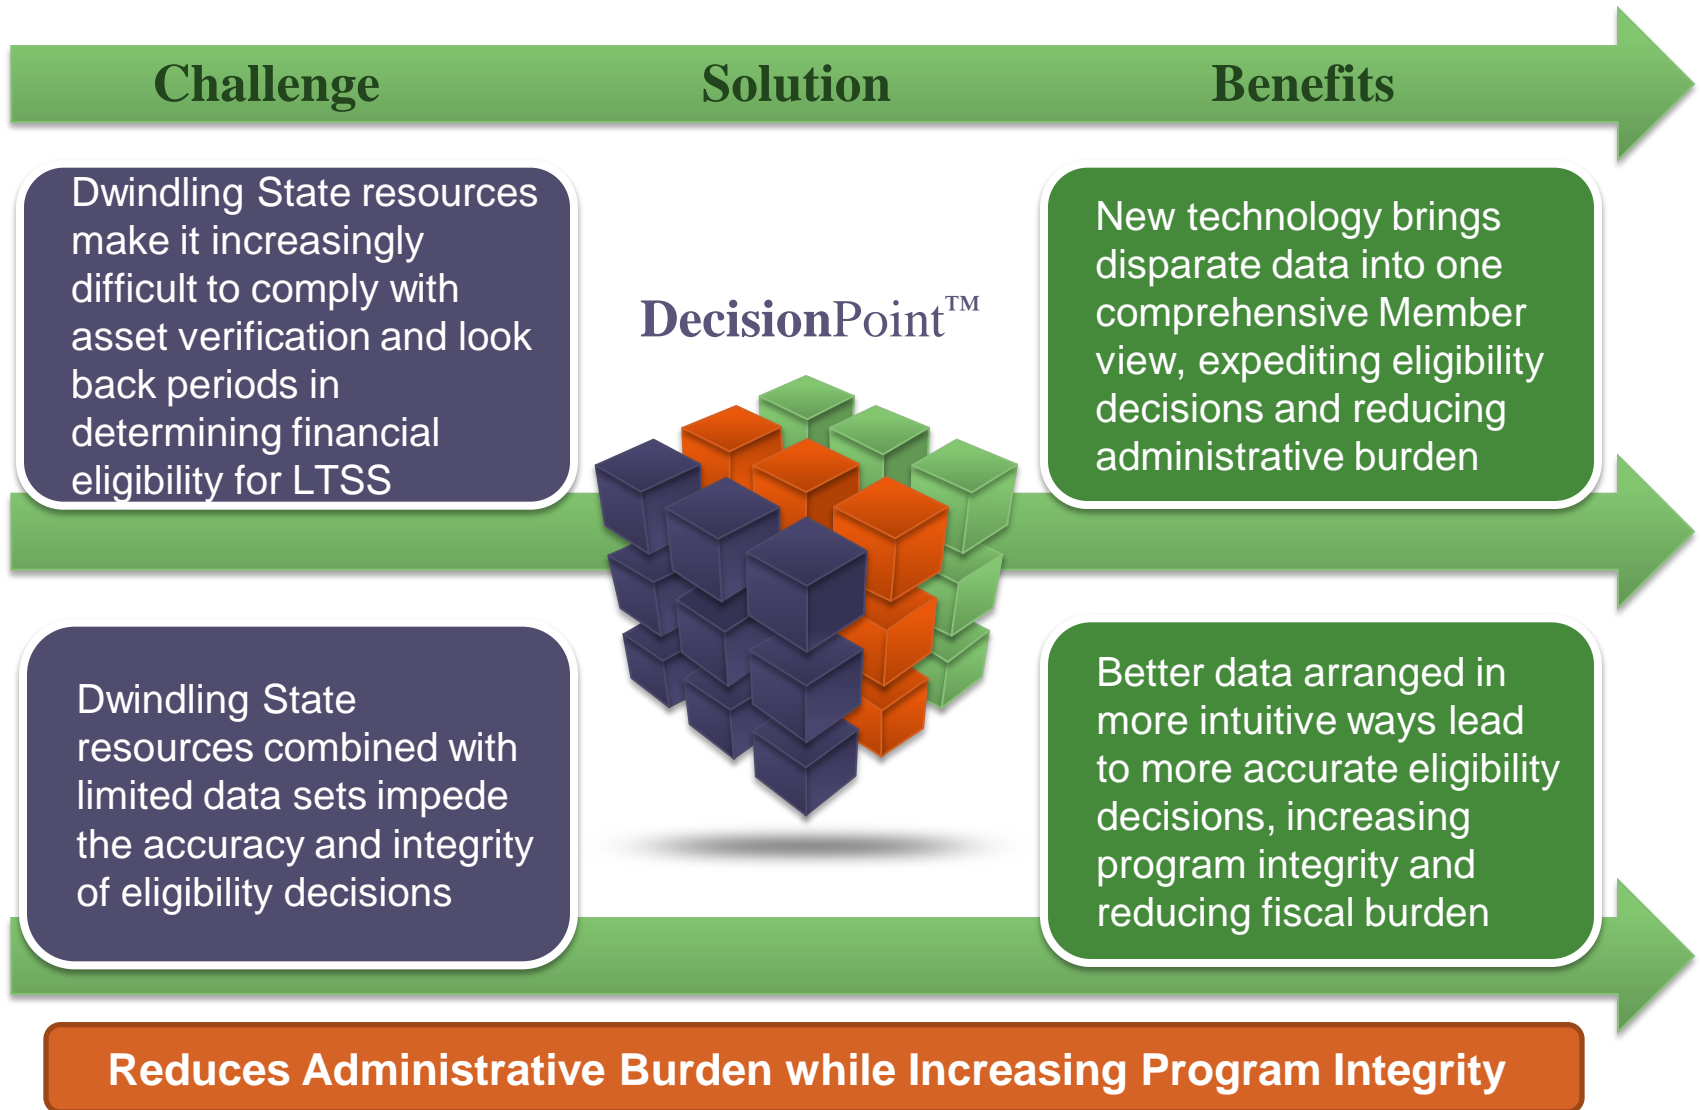 Challenge
Solution
Benefits
Dwindling State resources
make it increasingly
difficult to comply with
asset verification and look
back periods in
determining financial
eligibility for LTSS
DecisionPoint™
New technology brings
disparate data into one
comprehensive Member
view, expediting eligibility
decisions and reducing
administrative burden
Dwindling State
resources combined with
limited data sets impede
the accuracy and integrity
of eligibility decisions
Better data arranged in
more intuitive ways lead
to more accurate eligibility
decisions, increasing
program integrity and
reducing fiscal burden
Reduces Administrative Burden while Increasing Program Integrity